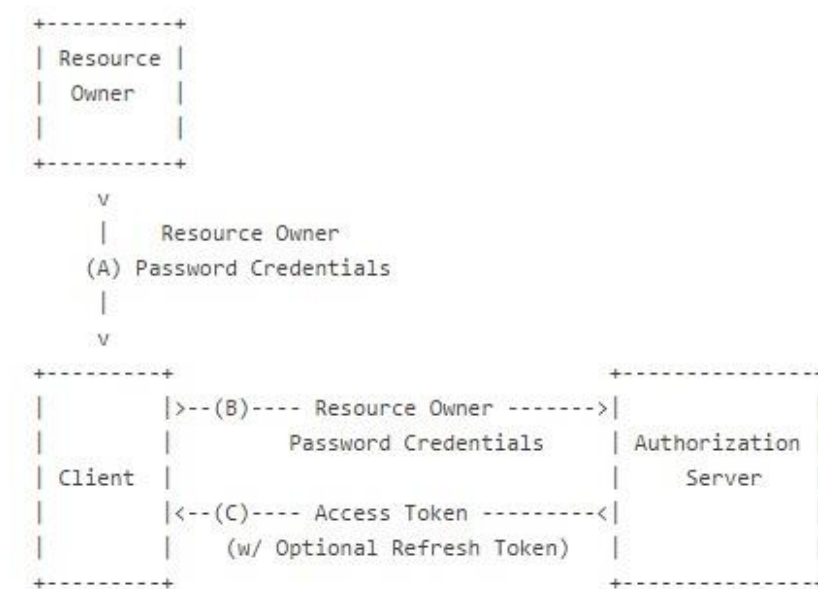 +----------+
| Resource |
|  Owner   |
|          |
+----------+
     v
     |    Resource Owner
    (A) Password Credentials
     |
     v
+---------+                                  +---------------
|         |>--(B)---- Resource Owner ------->|               |
|         |         Password Credentials     | Authorization |
| Client  |                                  |     Server    |
|         |<--(C)---- Access Token ---------<|               |
|         |    (w/ Optional Refresh Token)   |               |
+---------+                                  +---------------